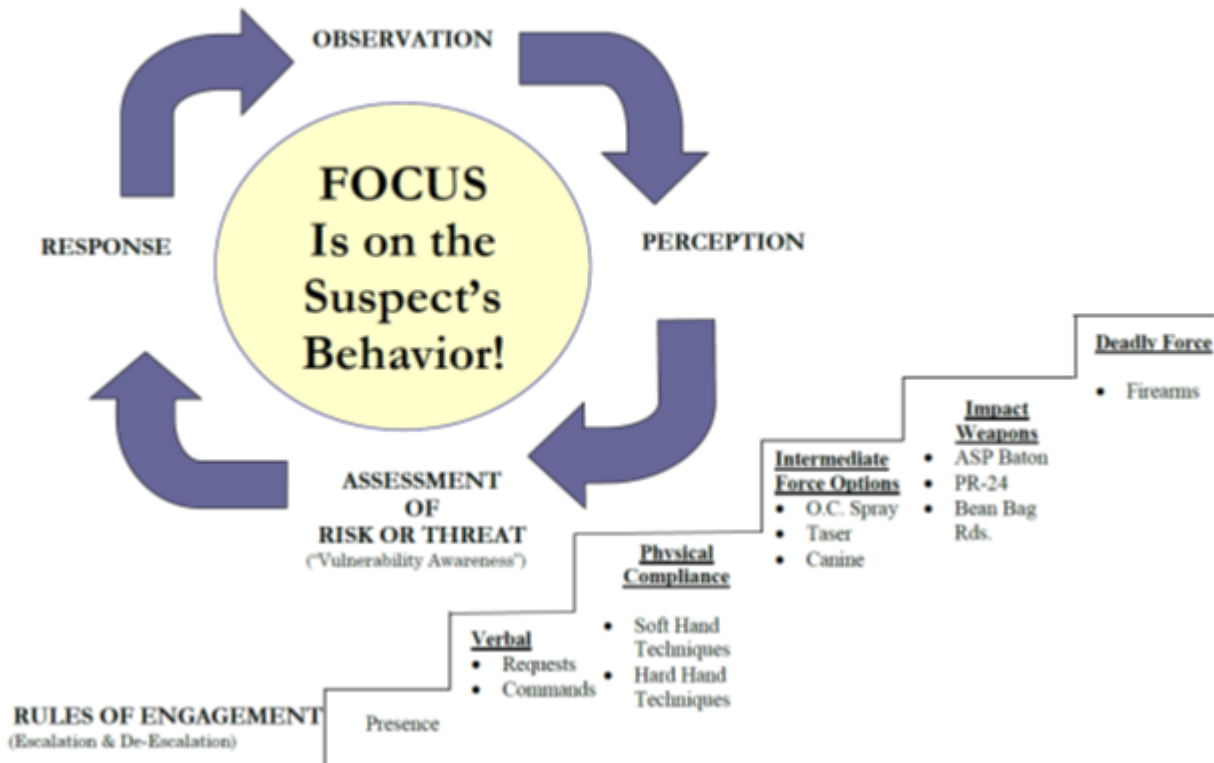 OBSERVATION
FOCUS
Is on the
Suspect's
Behavior!
RESPONSE
PERCEPTION
ASSESSMENT
OF
RISK OR THREAT
("Vulnerability Awareness")
RULES OF ENGAGEMENT
(Escalation & De-Escalation)
Presence
Verbal
• Requests
• Commands
Physical
Compliance
• Soft Hand
Techniques
• Hard Hand
Techniques
Intermediate
Force Options
• O.C. Spray
• Taser
• Canine
Impact
Weapons
• ASP Baton
• PR-24
• Bean Bag
Rds.
Deadly Force
• Firearms